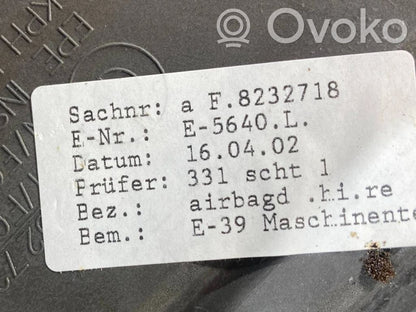 Ovoko
Sachnr: a F.8232718
E-Nr.: E-5640.L.
Datum: 16.04.02
Prüfer: 331 scht 1
Bez.: airbagd .hi.re
Bem.: E-39 Maschinente